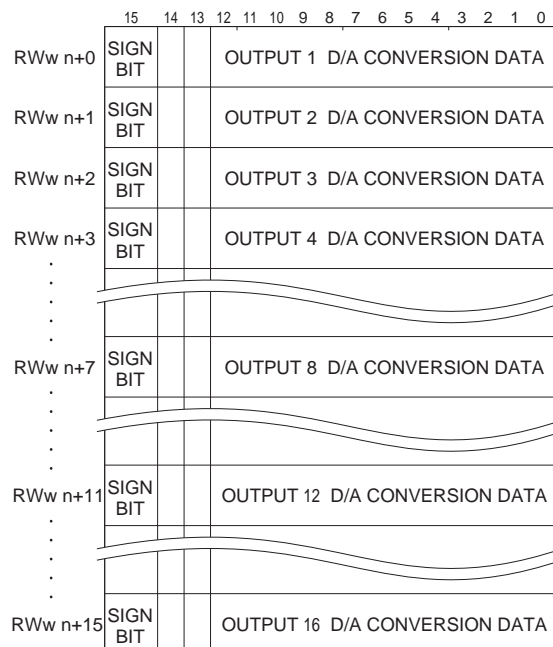 15 14 13 12 11 10 9 8 7 6 5 4 3 2 1 0
RWw n+0 SIGN BIT OUTPUT 1 D/A CONVERSION DATA
RWw n+1 SIGN BIT OUTPUT 2 D/A CONVERSION DATA
RWw n+2 SIGN BIT OUTPUT 3 D/A CONVERSION DATA
RWw n+3 SIGN BIT OUTPUT 4 D/A CONVERSION DATA
RWw n+7 SIGN BIT OUTPUT 8 D/A CONVERSION DATA
RWw n+11 SIGN BIT OUTPUT 12 D/A CONVERSION DATA
RWw n+15 SIGN BIT OUTPUT 16 D/A CONVERSION DATA